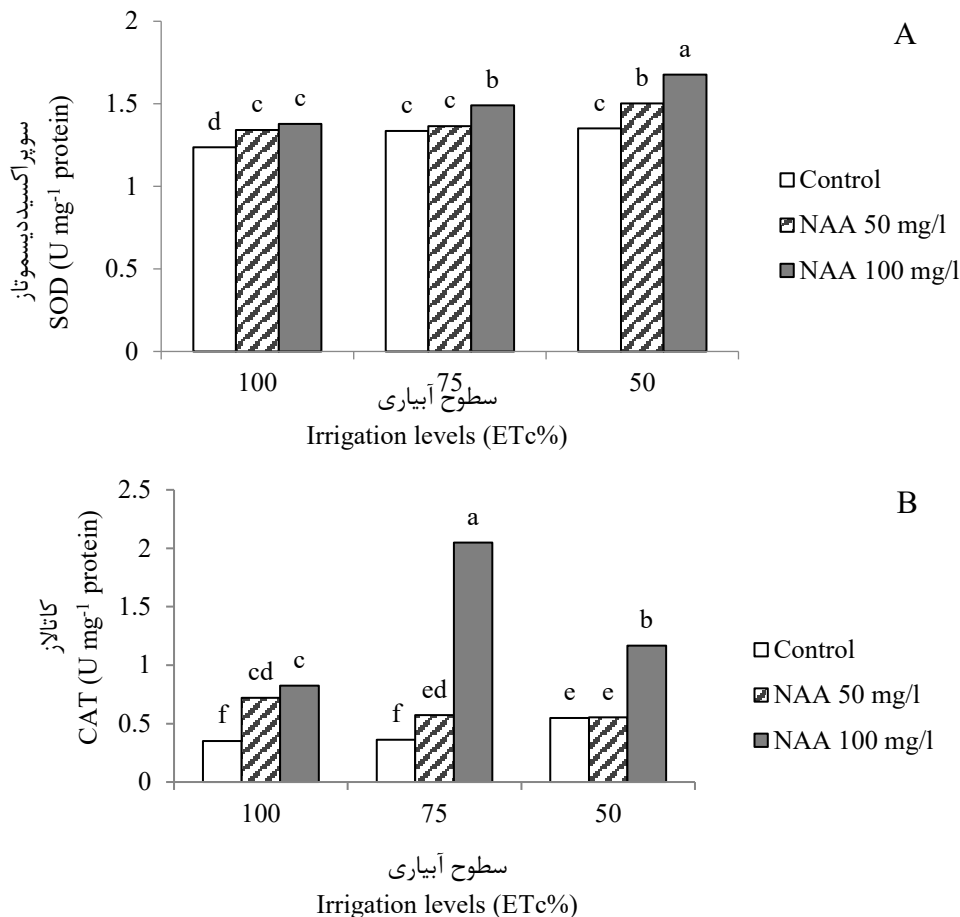 A
2
1.5
1
0.5
0
d c c c c b c b a
سوپراکسیددیسموتاز
SOD (U mg⁻¹ protein)
Control
NAA 50 mg/l
NAA 100 mg/l
100 75 50
سطوح آبیاری
Irrigation levels (ETc%)
B
2.5
2
1.5
1
0.5
0
f cd c f ed a e e b
کاتالاز
CAT (U mg⁻¹ protein)
Control
NAA 50 mg/l
NAA 100 mg/l
100 75 50
سطوح آبیاری
Irrigation levels (ETc%)